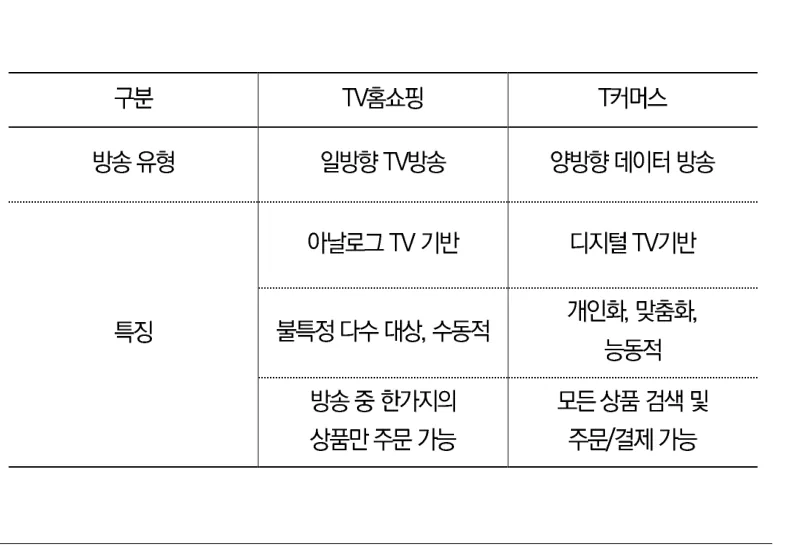 구분 TV홈쇼핑 T커머스
방송 유형 일방향 TV방송 양방향 데이터 방송
아날로그 TV 기반 디지털 TV기반
특징 불특정 다수 대상, 수동적 개인화, 맞춤화,
능동적
방송 중 한가지의 모든 상품 검색 및
상품만 주문 가능 주문/결제 가능